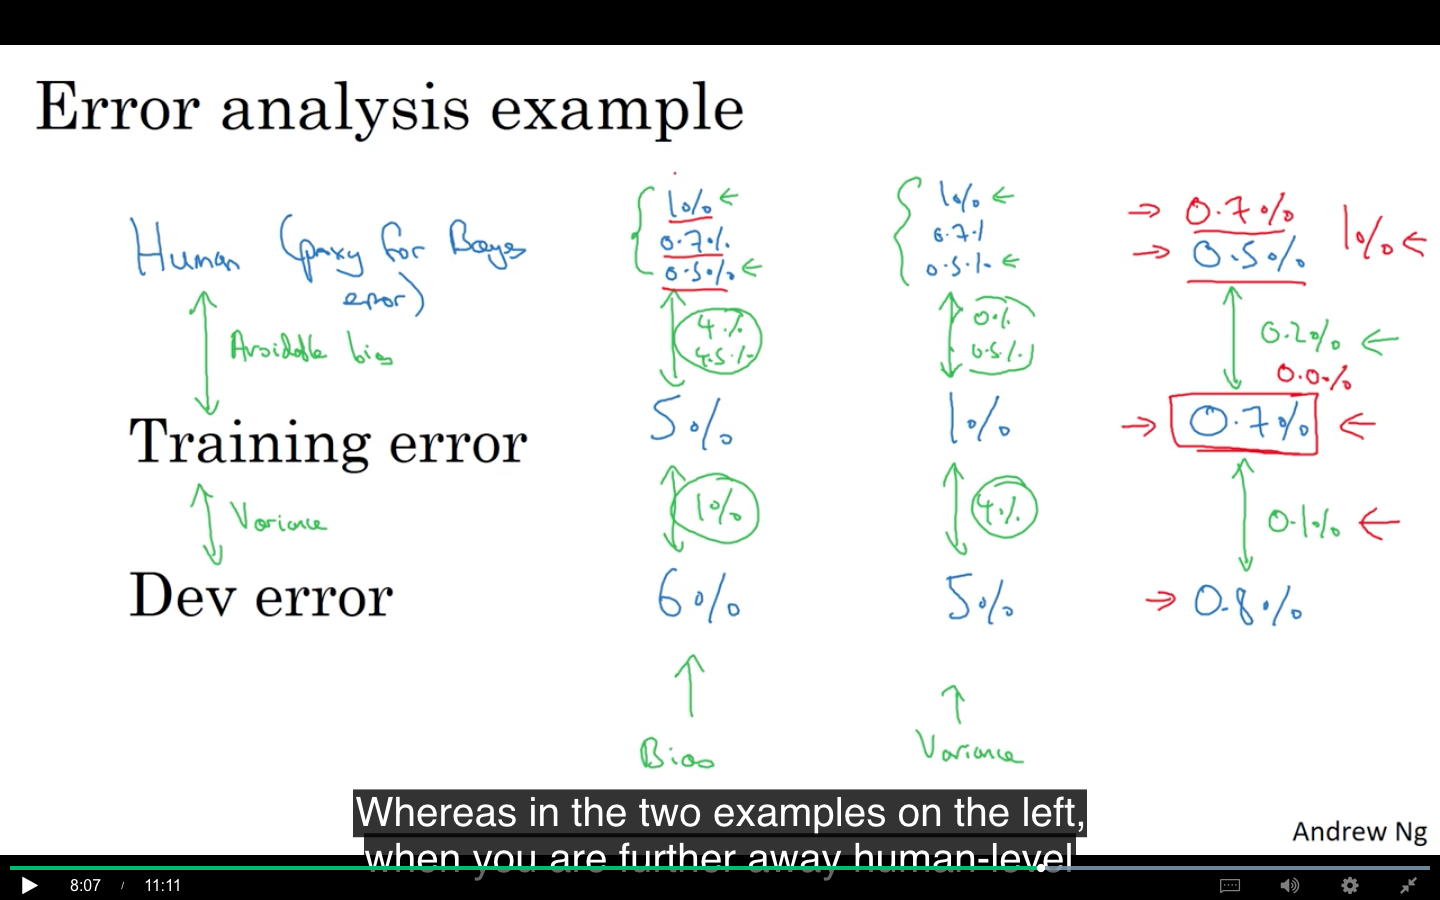 Error analysis example
Human (proxy for Bayes
error)
1% ←
0.7%
0.5% ←
1% ←
0.7%
0.5% ←
→ 0.7%
→ 0.5%
1% ←
Avoidable bias
4%
4.5%
0%
0.5%
0.2% ←
0.0%
Training error
5%
1%
→ 0.7% ←
Variance
1%
4%
0.1% ←
Dev error
6%
5%
→ 0.8%
Bias
Variance
Whereas in the two examples on the left,
when you are further away human-level
Andrew Ng
8:07 / 11:11